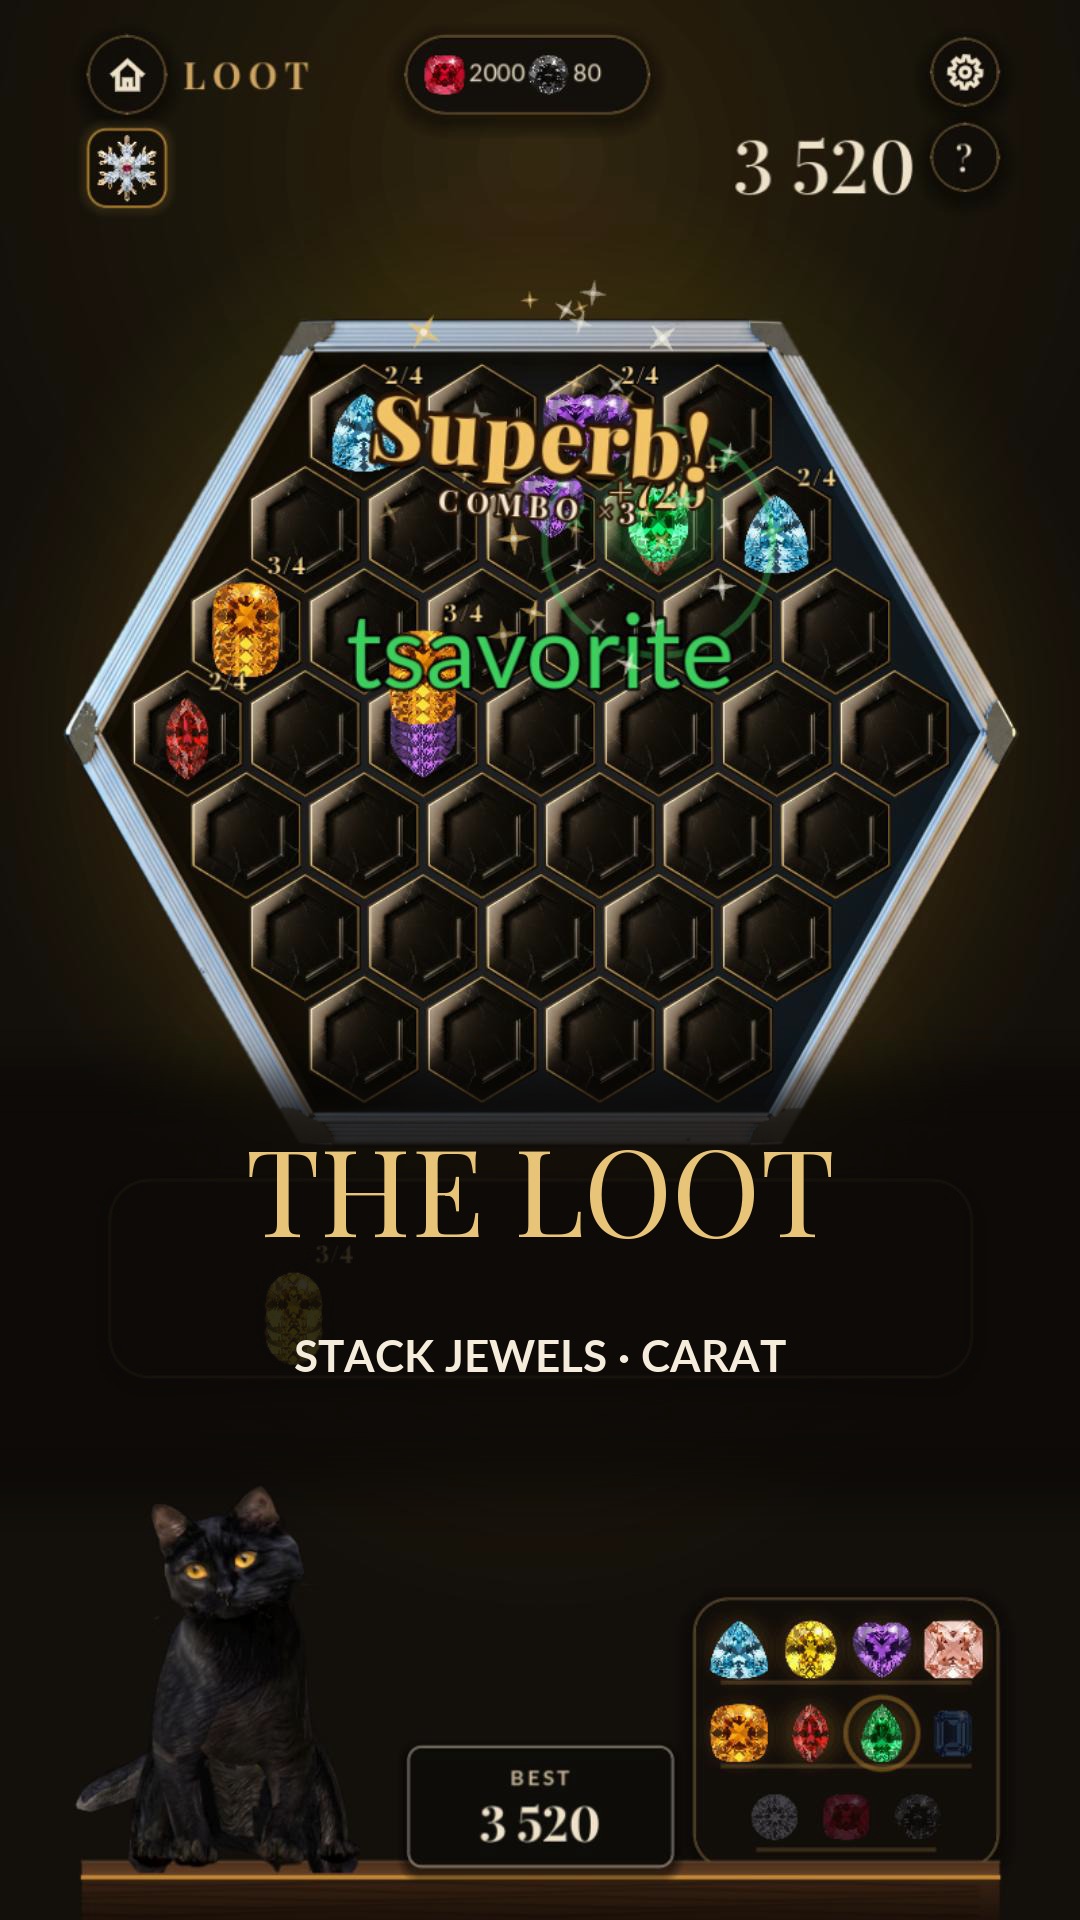 LOOT
2000 80
3 520
?
2/4
2/4
Superb!
2/4
COMBO ×3
+720
3/4
3/4
tsavorite
2/4
THE LOOT
3/4
STACK JEWELS · CARAT
BEST
3 520